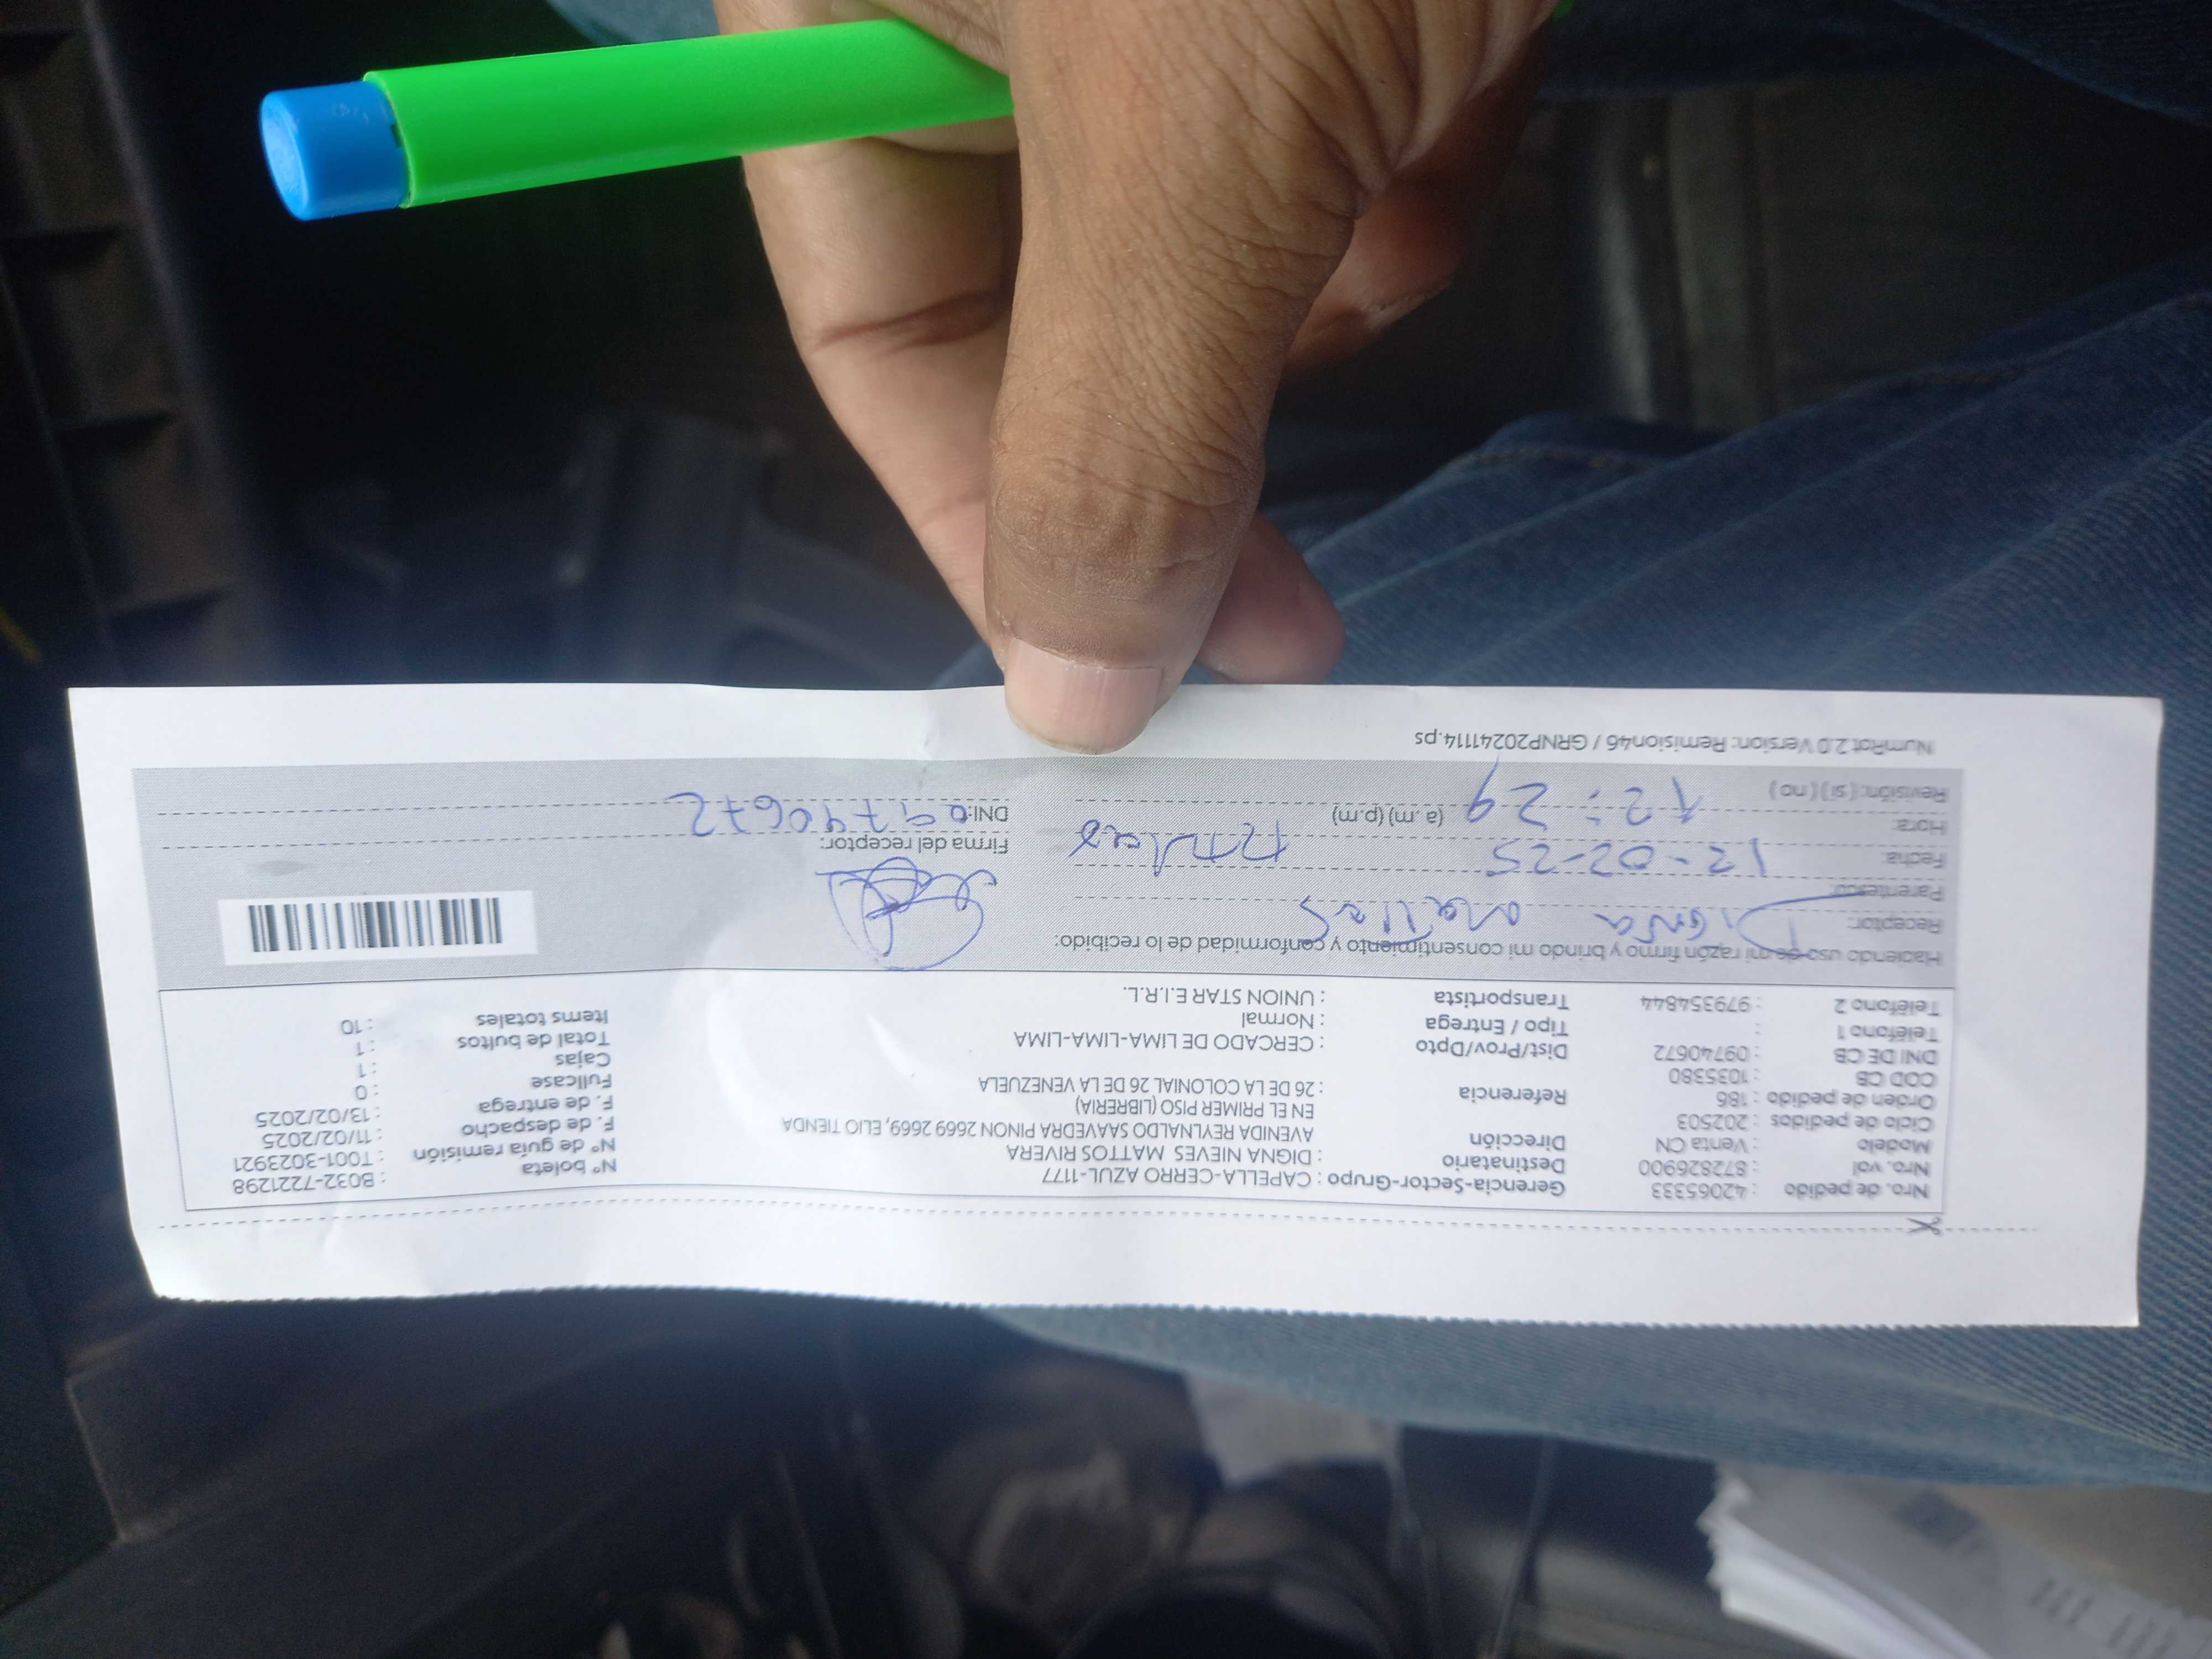 Nro. de pedido : 42065333 Gerencia-Sector-Grupo : CAPELLA-CERRO AZUL-1177 N° boleta : B032-7221298
Nro. vol : 872826900 Destinatario : DIGNA NIEVES MATTOS RIVERA N° de guía remisión : T001-3023921
Modelo : Venta CN Dirección AVENIDA REYLNALDO SAAVEDRA PINON 2669 2669, ELIO TIENDA F. de despacho : 11/02/2025
Ciclo de pedidos : 202503 EN EL PRIMER PISO (LIBRERIA) F. de entrega : 13/02/2025
Orden de pedido : 186 Referencia : 26 DE LA COLONIAL 26 DE LA VENEZUELA Fullcase : 0
COD CB : 1035380 Cajas : 1
DNI DE CB : 09740672 Dist/Prov/Dpto : CERCADO DE LIMA-LIMA-LIMA Total de bultos : 1
Teléfono 1 : Tipo / Entrega : Normal Items totales : 10
Teléfono 2 : 979354844 Transportista : UNION STAR E.I.R.L.
Haciendo uso de mi razón firmo y brindo mi consentimiento y conformidad de lo recibido:
Receptor: Digna Mattos
Parentesco:
Fecha: 12-02-25 Firma del receptor:
Hora: 12:29 (a.m) (p.m) DNI: 09740672
Revisión: ( si ) ( no )
NumRot 2.0 Version: Remision46 / GRNP20241114.ps